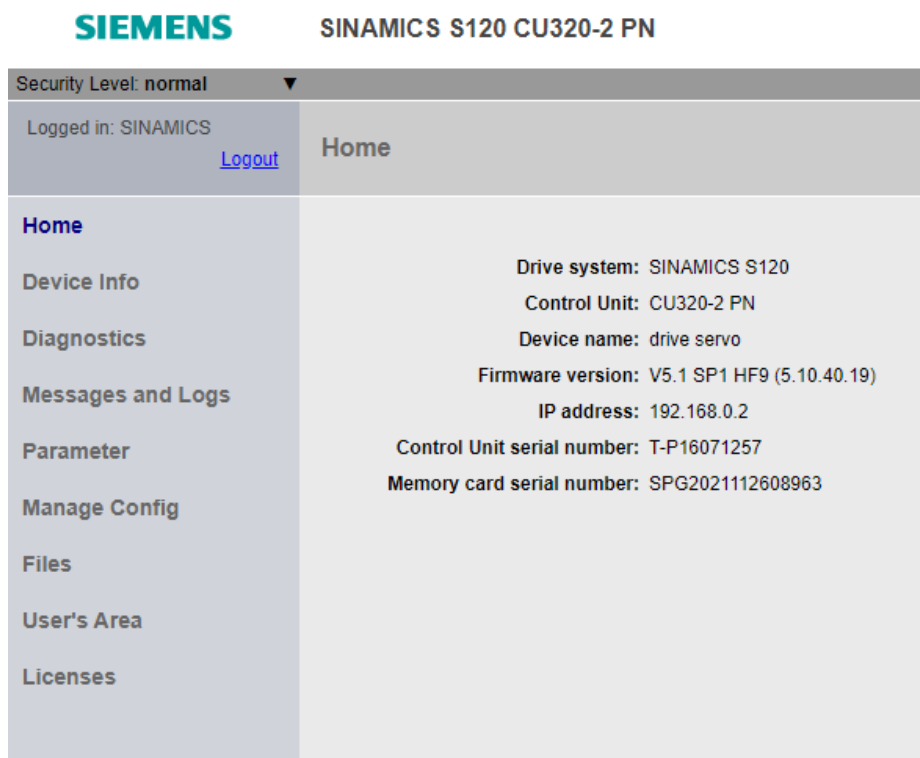 SIEMENS SINAMICS S120 CU320-2 PN
Security Level: normal ▼
Logged in: SINAMICS
Logout
Home
Home
Device Info
Diagnostics
Messages and Logs
Parameter
Manage Config
Files
User's Area
Licenses
Drive system: SINAMICS S120
Control Unit: CU320-2 PN
Device name: drive servo
Firmware version: V5.1 SP1 HF9 (5.10.40.19)
IP address: 192.168.0.2
Control Unit serial number: T-P16071257
Memory card serial number: SPG2021112608963